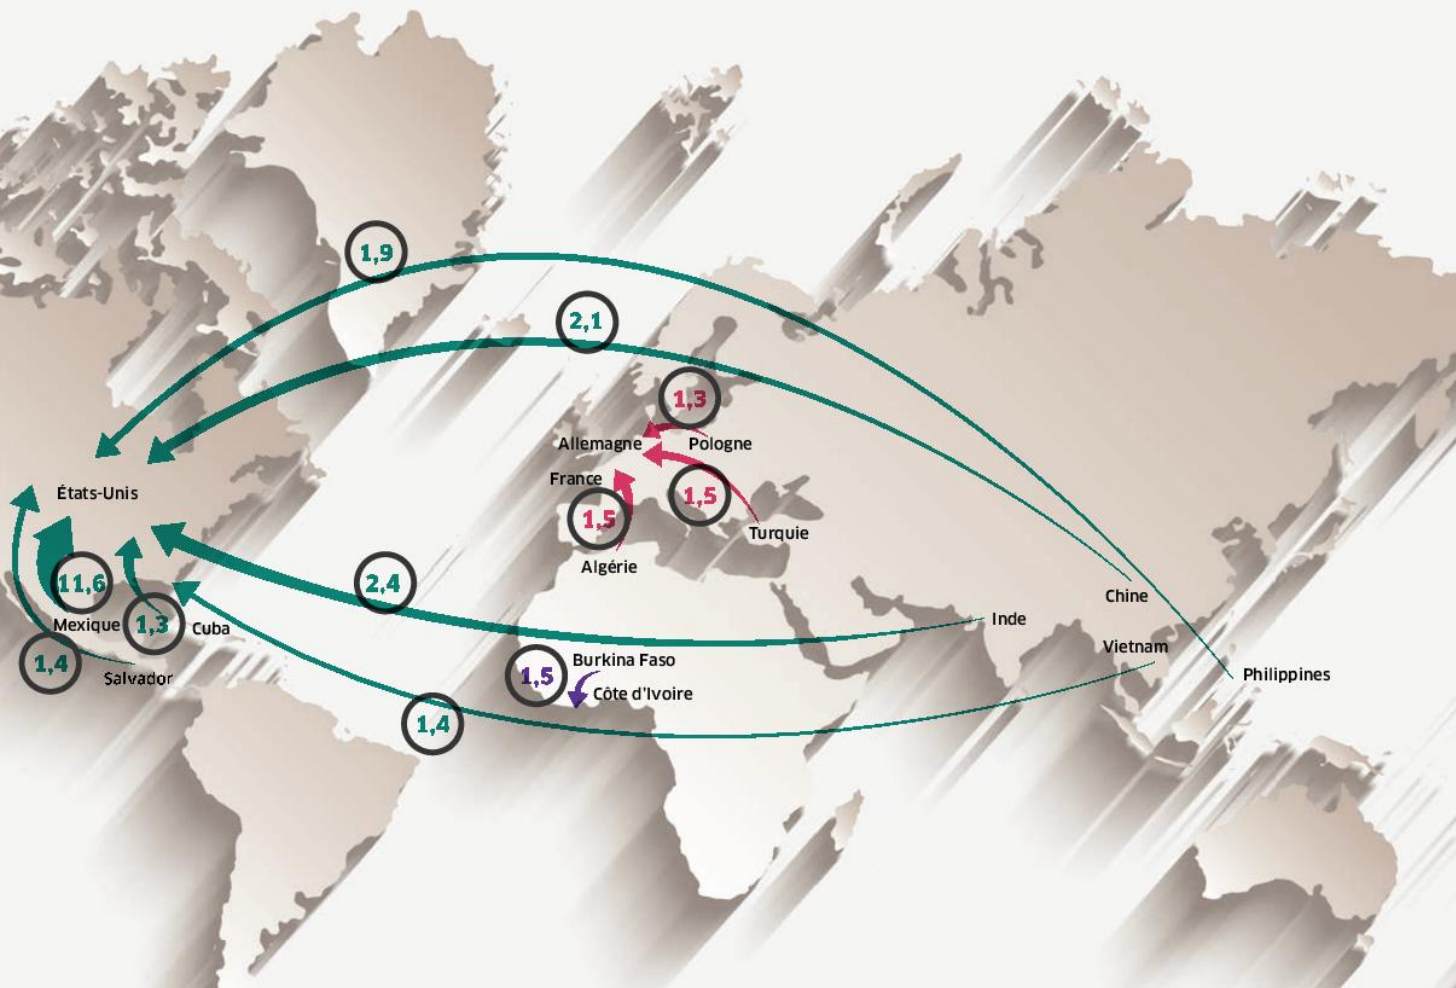 1,9
2,1
1,3
Allemagne
Pologne
France
États-Unis
1,5
1,5
Turquie
Algérie
11,6
2,4
Chine
Mexique
1,3
Cuba
Inde
Vietnam
1,4
Salvador
1,5
Burkina Faso
Côte d'Ivoire
Philippines
1,4